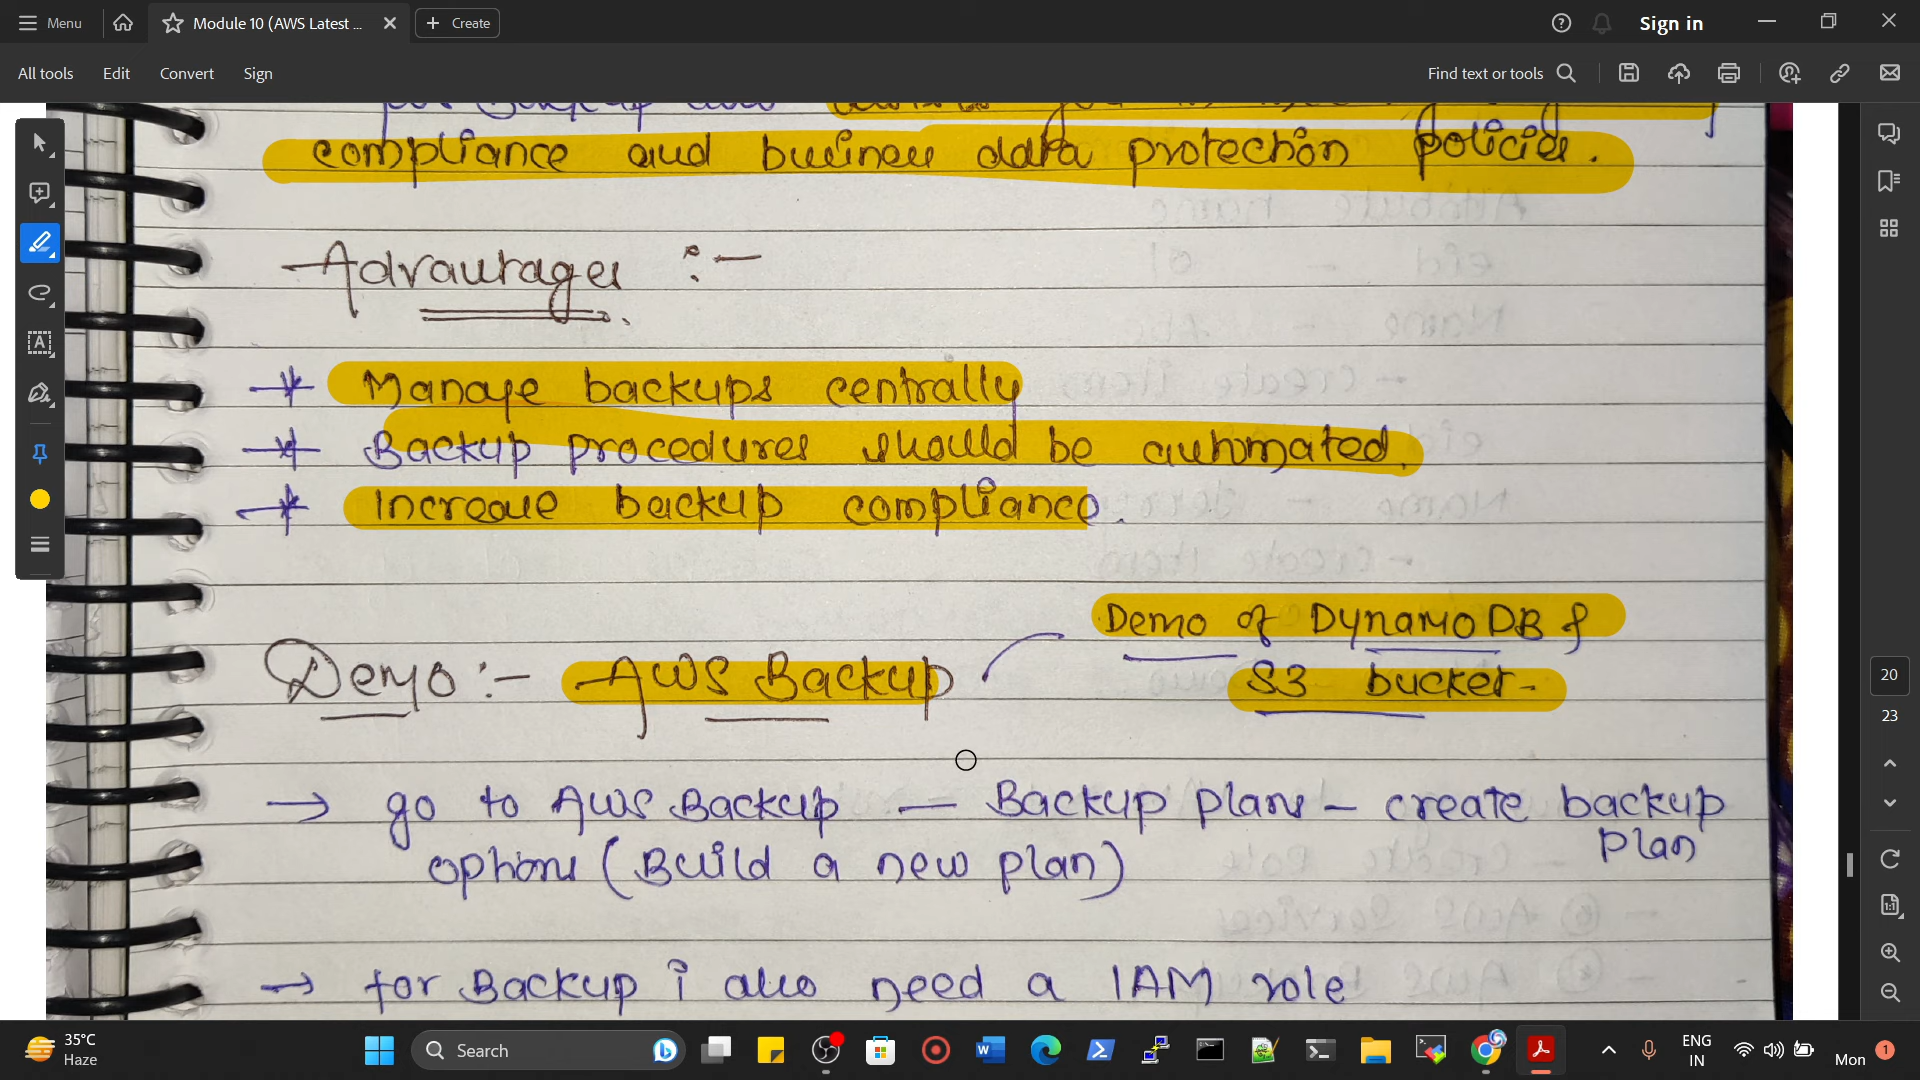 Menu
Module 10 (AWS Latest ...
Create
Sign in
All tools
Edit
Convert
Sign
Find text or tools
compliance and business data protection policies.
Advantages :-
Manage backups centrally
Backup procedures should be automated.
Increase backup compliance.
Demo of DynamoDB &
S3 bucket-
Demo :- AWS Backup
→ go to AWS Backup — Backup plans - create backup
Plan
options (Build a new plan)
→ for Backup i also need a IAM role
20
23
35°C
Haze
Search
ENG
IN
Mon
1